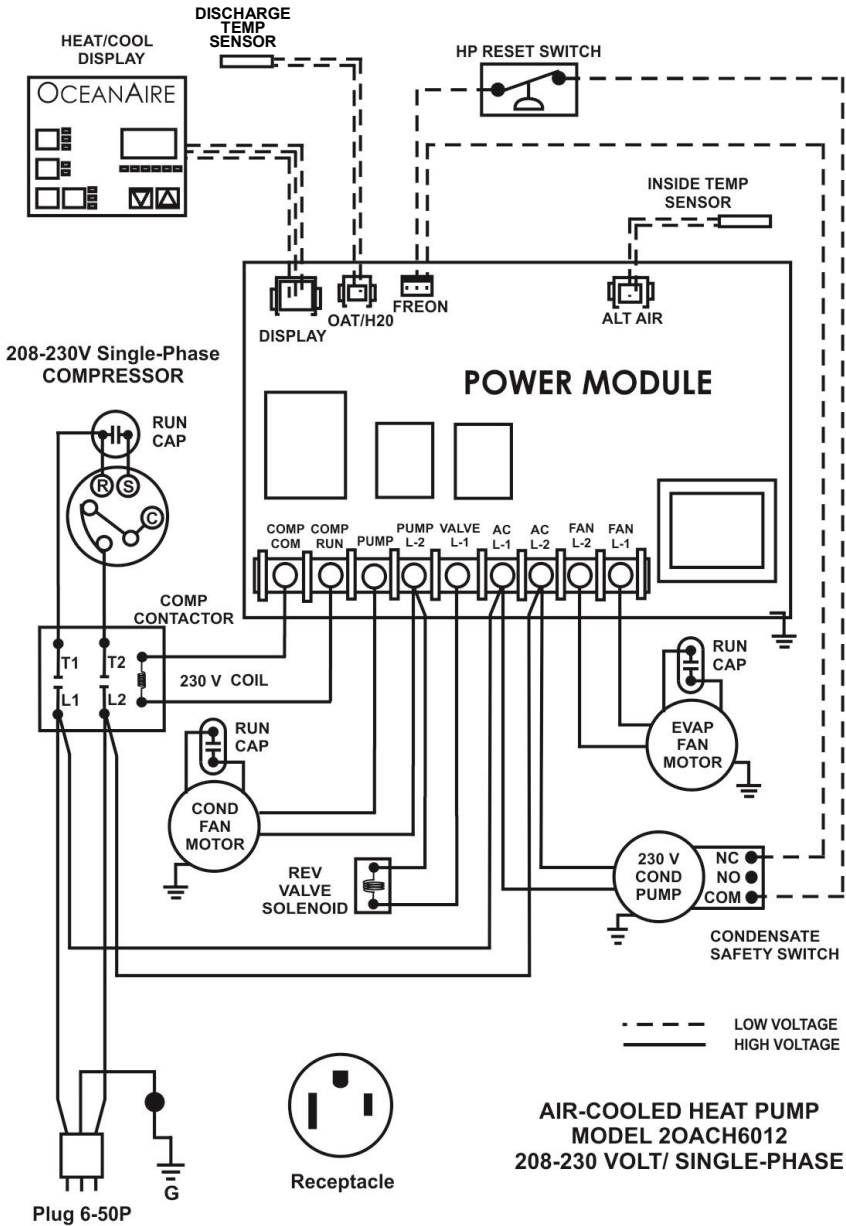 DISCHARGE
TEMP
SENSOR
HEAT/COOL
DISPLAY
OCEANAIRE
HP RESET SWITCH
INSIDE TEMP
SENSOR
DISPLAY
OAT/H20
FREON
ALT AIR
208-230V Single-Phase
COMPRESSOR
POWER MODULE
RUN
CAP
R
S
C
COMP
COM
COMP
RUN
PUMP
PUMP
L-2
VALVE
L-1
AC
L-1
AC
L-2
FAN
L-2
FAN
L-1
COMP
CONTACTOR
T1
T2
L1
L2
230 V COIL
RUN
CAP
COND
FAN
MOTOR
RUN
CAP
EVAP
FAN
MOTOR
REV
VALVE
SOLENOID
230 V
COND
PUMP
NC
NO
COM
CONDENSATE
SAFETY SWITCH
LOW VOLTAGE
HIGH VOLTAGE
G
Plug 6-50P
Receptacle
AIR-COOLED HEAT PUMP
MODEL 2OACH6012
208-230 VOLT/ SINGLE-PHASE